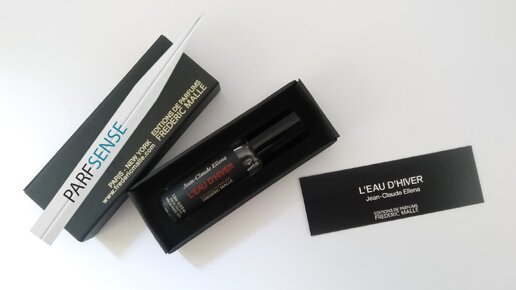 PARFSENSE
PARIS - NEW YORK
www.fredericmalle.com
EDITIONS DE PARFUMS
FREDERIC MALLE
Jean-Claude Ellena
L'EAU D'HIVER
FREDERIC MALLE
L'EAU D'HIVER
Jean-Claude Ellena
EDITIONS DE PARFUMS
FREDERIC MALLE